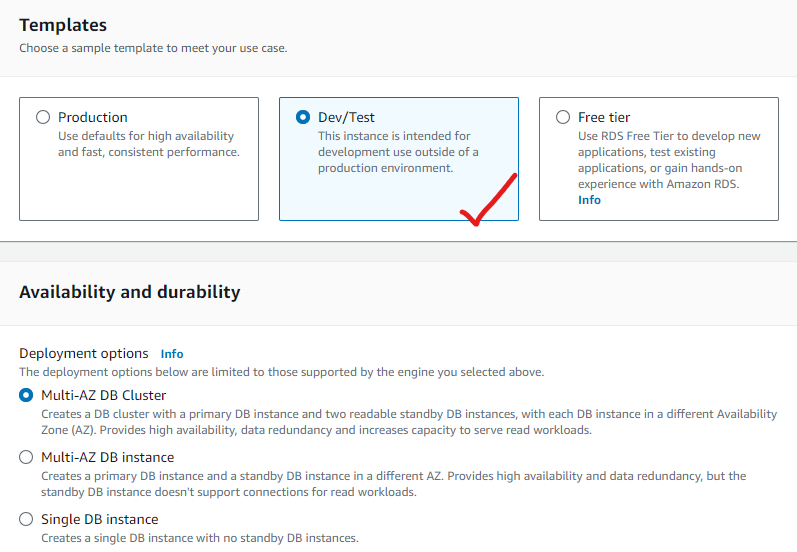 Templates
Choose a sample template to meet your use case.
Production
Use defaults for high availability
and fast, consistent performance.
Dev/Test
This instance is intended for
development use outside of a
production environment.
Free tier
Use RDS Free Tier to develop new
applications, test existing
applications, or gain hands-on
experience with Amazon RDS.
Info
Availability and durability
Deployment options Info
The deployment options below are limited to those supported by the engine you selected above.
Multi-AZ DB Cluster
Creates a DB cluster with a primary DB instance and two readable standby DB instances, with each DB instance in a different Availability
Zone (AZ). Provides high availability, data redundancy and increases capacity to serve read workloads.
Multi-AZ DB instance
Creates a primary DB instance and a standby DB instance in a different AZ. Provides high availability and data redundancy, but the
standby DB instance doesn't support connections for read workloads.
Single DB instance
Creates a single DB instance with no standby DB instances.